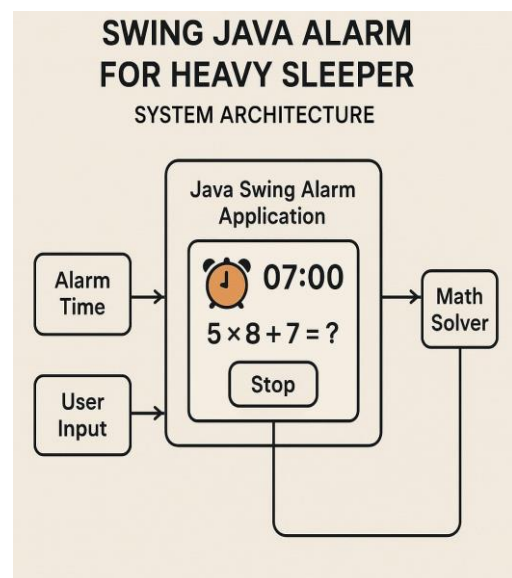 SWING JAVA ALARM
FOR HEAVY SLEEPER
SYSTEM ARCHITECTURE
Java Swing Alarm
Application
Alarm
Time
07:00
5 × 8 + 7 = ?
Stop
User
Input
Math
Solver